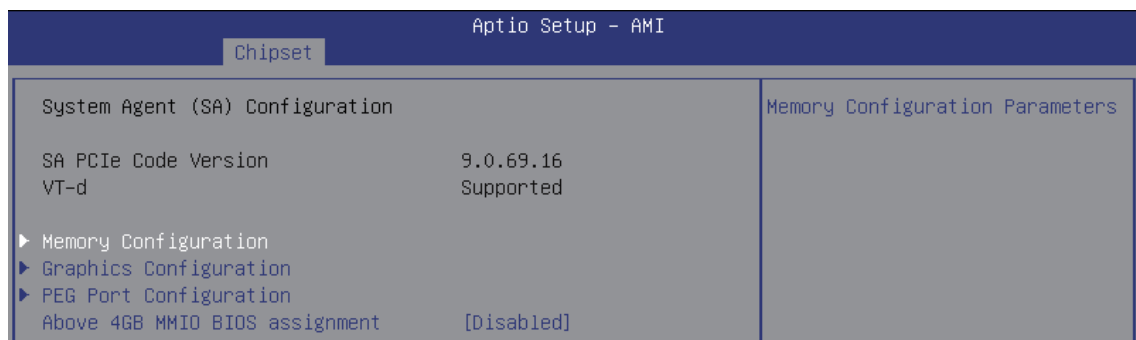 Aptio Setup – AMI
Chipset
System Agent (SA) Configuration
Memory Configuration Parameters
SA PCIe Code Version 9.0.69.16
VT-d Supported
Memory Configuration
Graphics Configuration
PEG Port Configuration
Above 4GB MMIO BIOS assignment [Disabled]